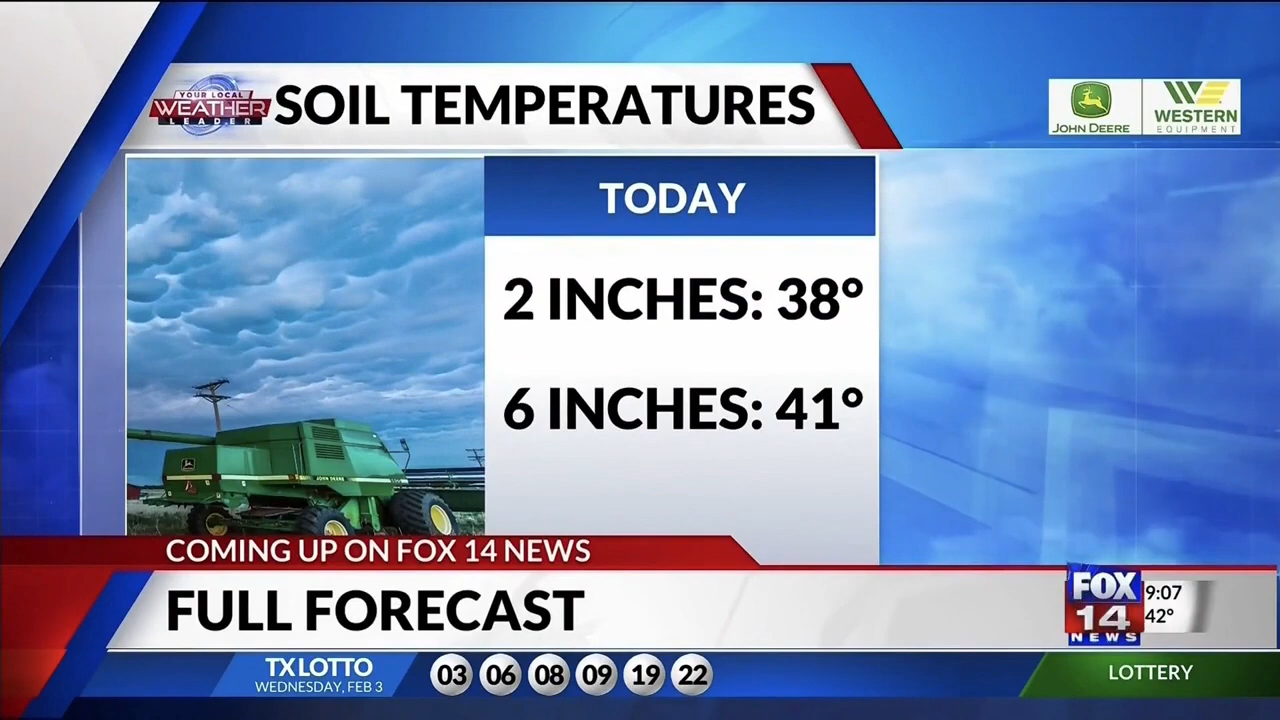 YOUR LOCAL
WEATHER
LEADER
SOIL TEMPERATURES
JOHN DEERE
WESTERN
EQUIPMENT
TODAY
2 INCHES: 38°
6 INCHES: 41°
JOHN DEERE
COMING UP ON FOX 14 NEWS
FULL FORECAST
FOX
14
NEWS
9:07
42°
TXLOTTO
WEDNESDAY, FEB 3
03 06 08 09 19 22
LOTTERY